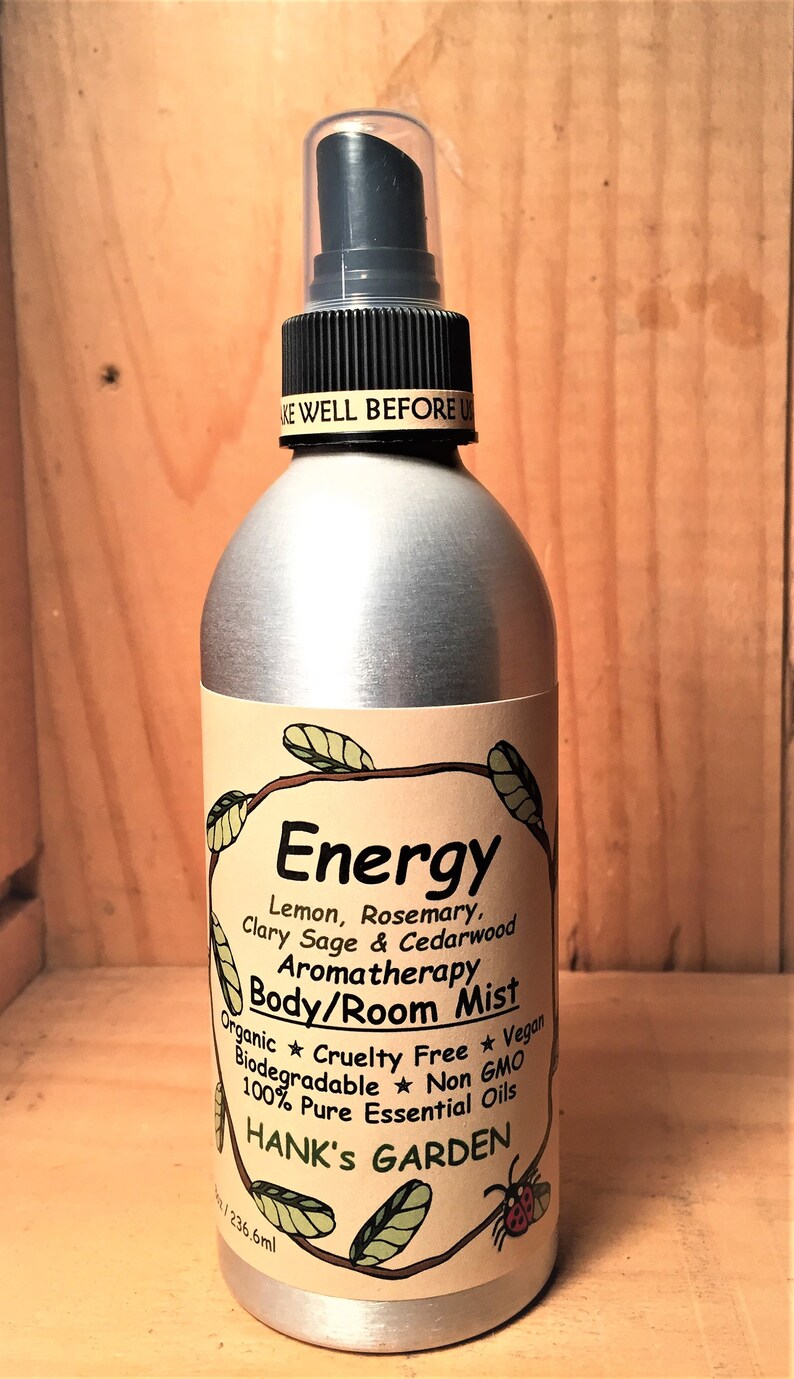 WELL BEFORE
Energy
Lemon, Rosemary,
Clary Sage & Cedarwood
Aromatherapy
Body/Room Mist
Organic ★ Cruelty Free ★ Vegan
Biodegradable ★ Non GMO
100% Pure Essential Oils
HANK's GARDEN
8oz / 236.6ml